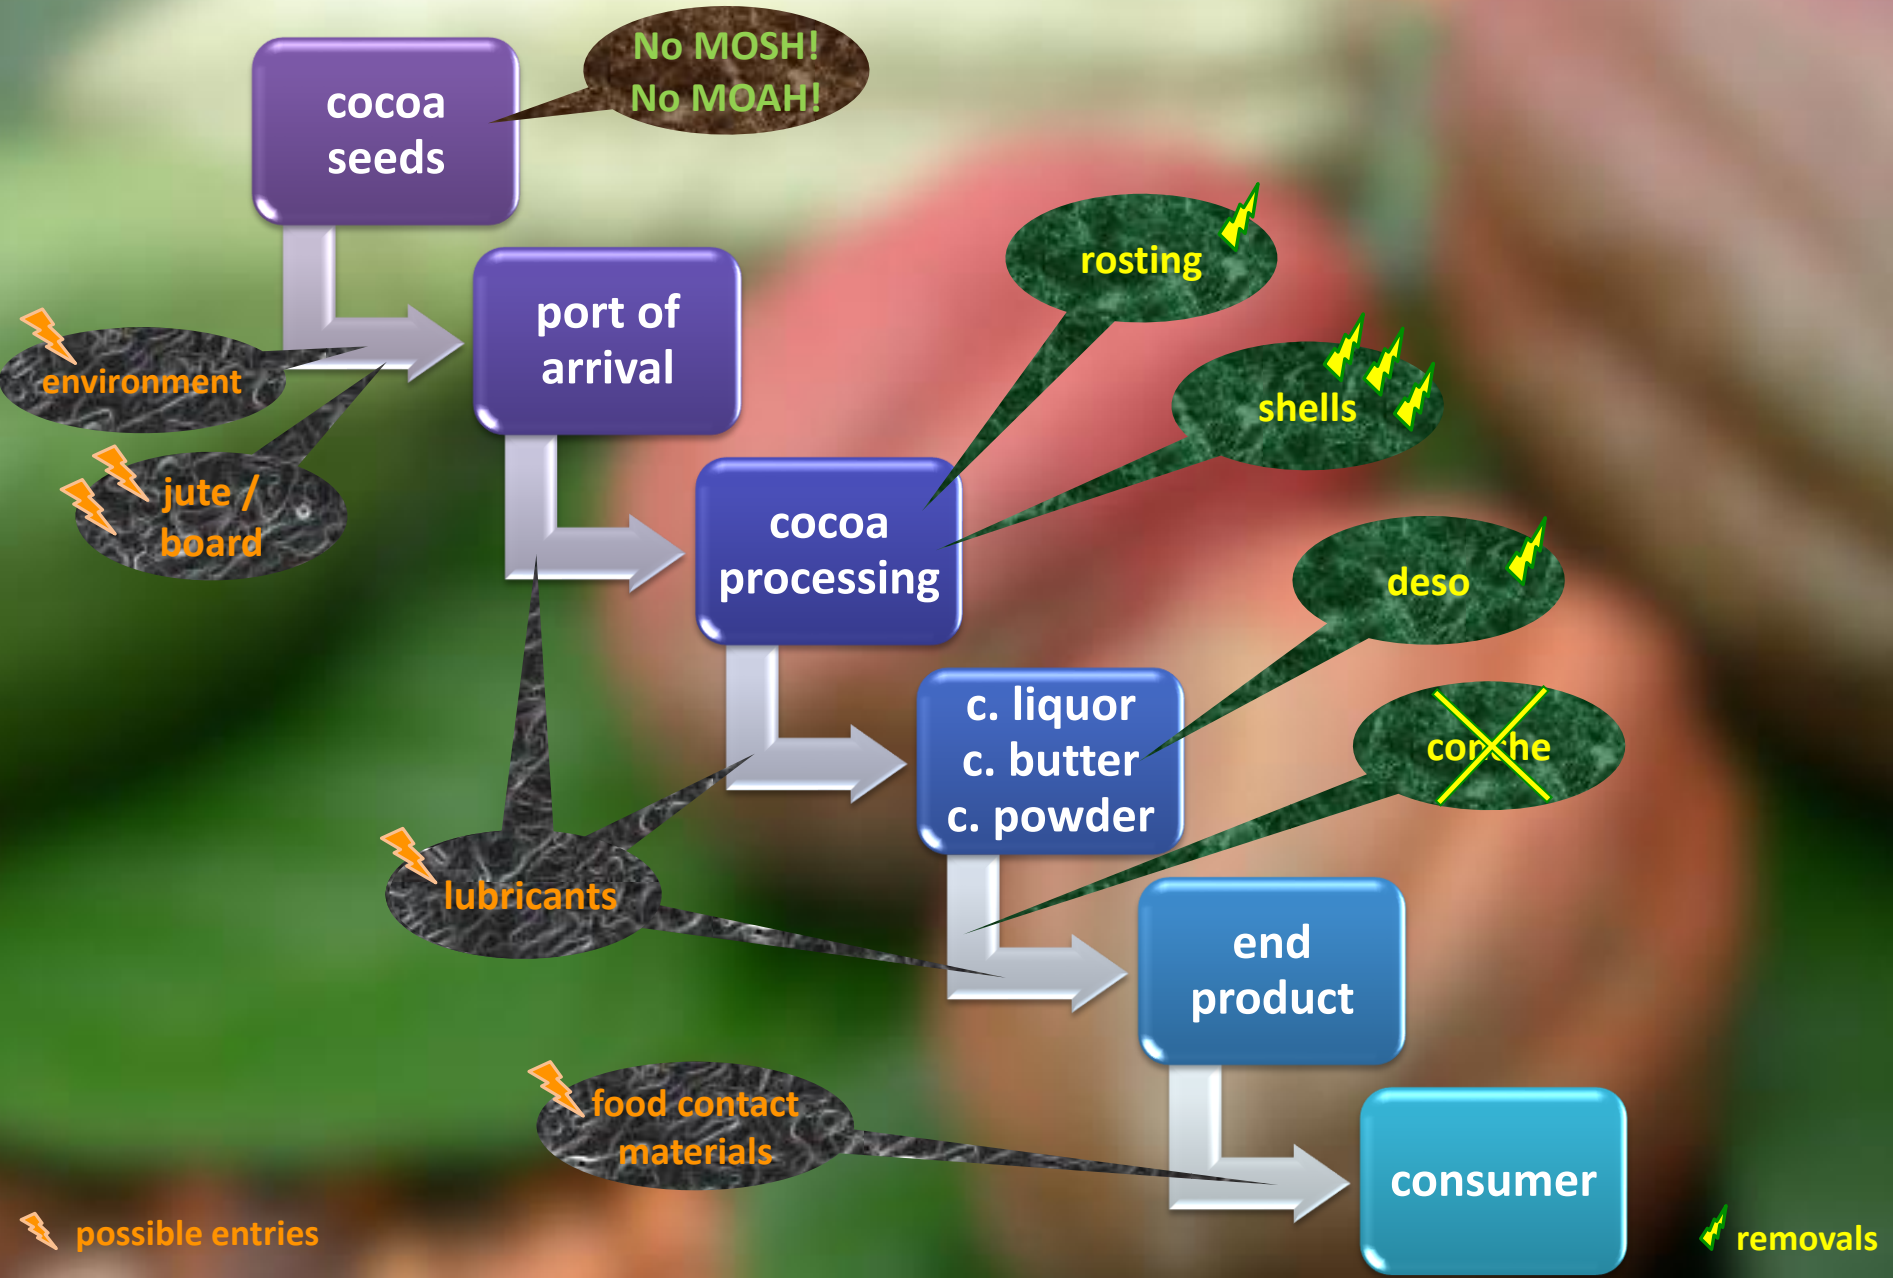 No MOSH!
No MOAH!
cocoa
seeds
rosting
port of
arrival
environment
shells
jute /
board
cocoa
processing
deso
c. liquor
c. butter
c. powder
conche
lubricants
end
product
food contact
materials
consumer
possible entries
removals